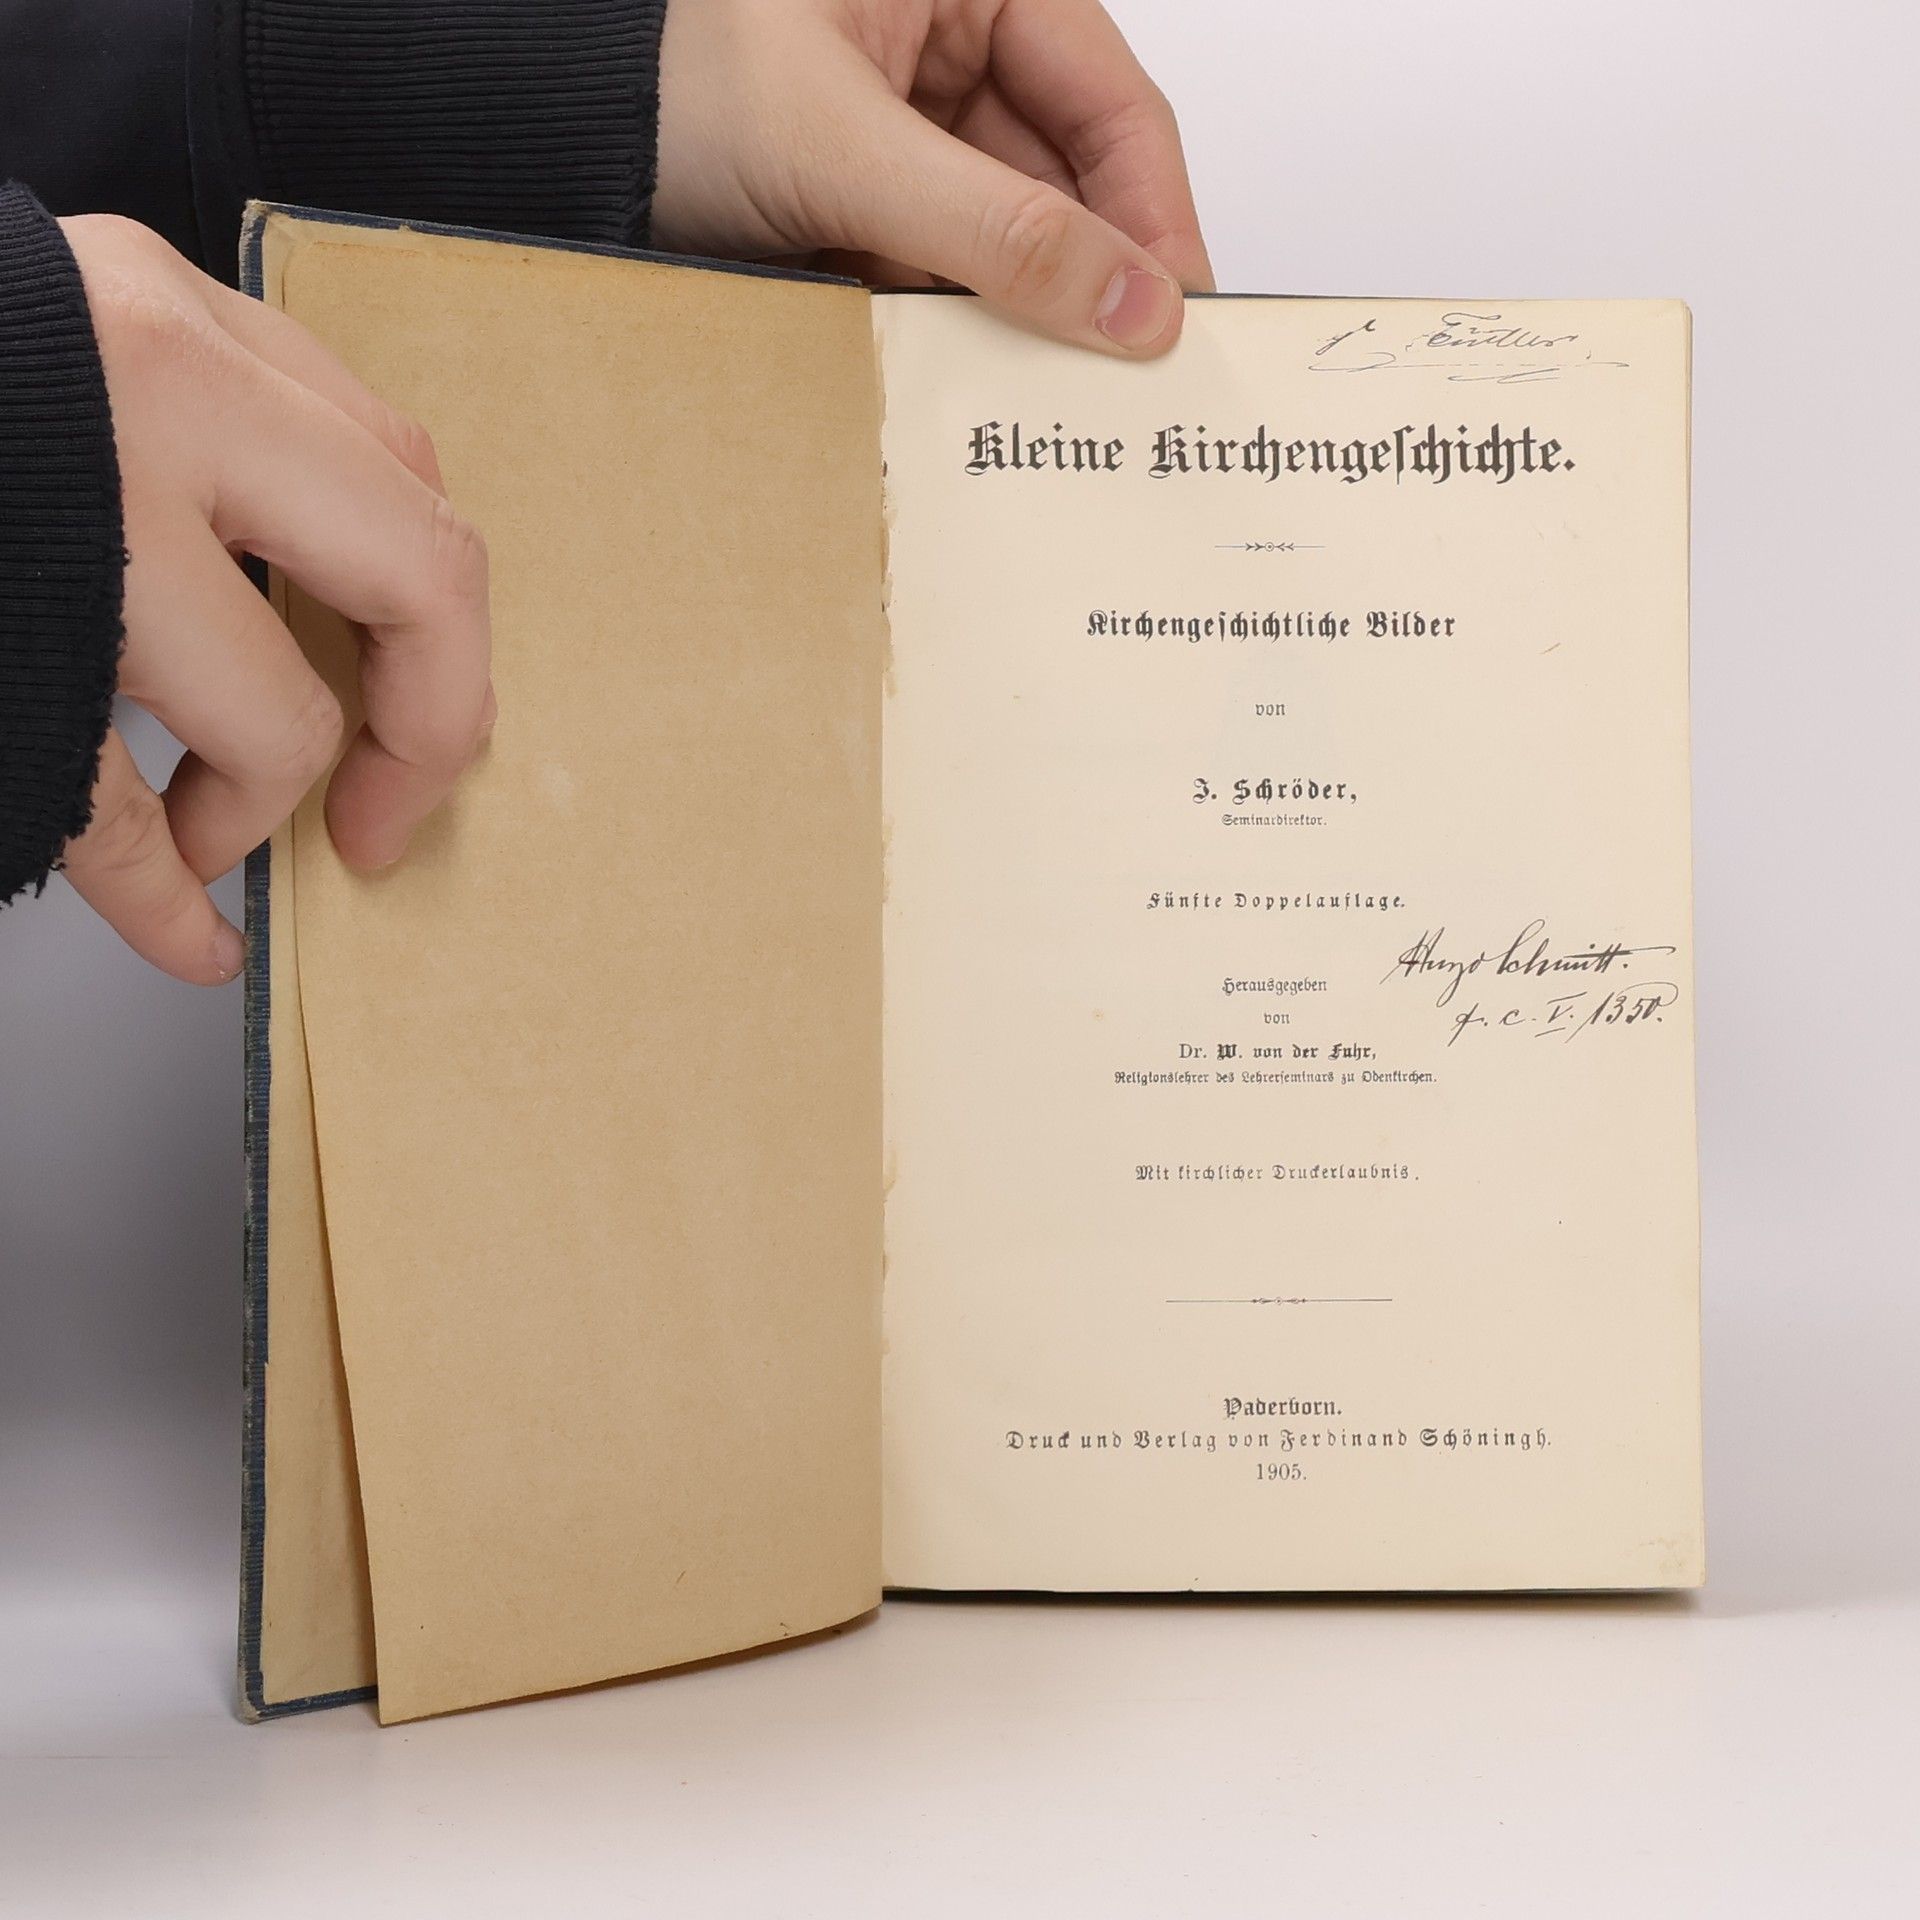 Kleine Kirchengeſchichte.
Kirchengeſchichtliche Bilder
von
J. Schröder,
Seminardirektor.
Fünfte Doppelauflage.
Hugo Schmitt.
Herausgegeben
von
Dr. W. von der Fuhr,
Religionslehrer des Lehrerſeminars zu Odenkirchen.
Mit kirchlicher Druckerlaubnis.
Paderborn.
Druck und Verlag von Ferdinand Schöningh.
1905.